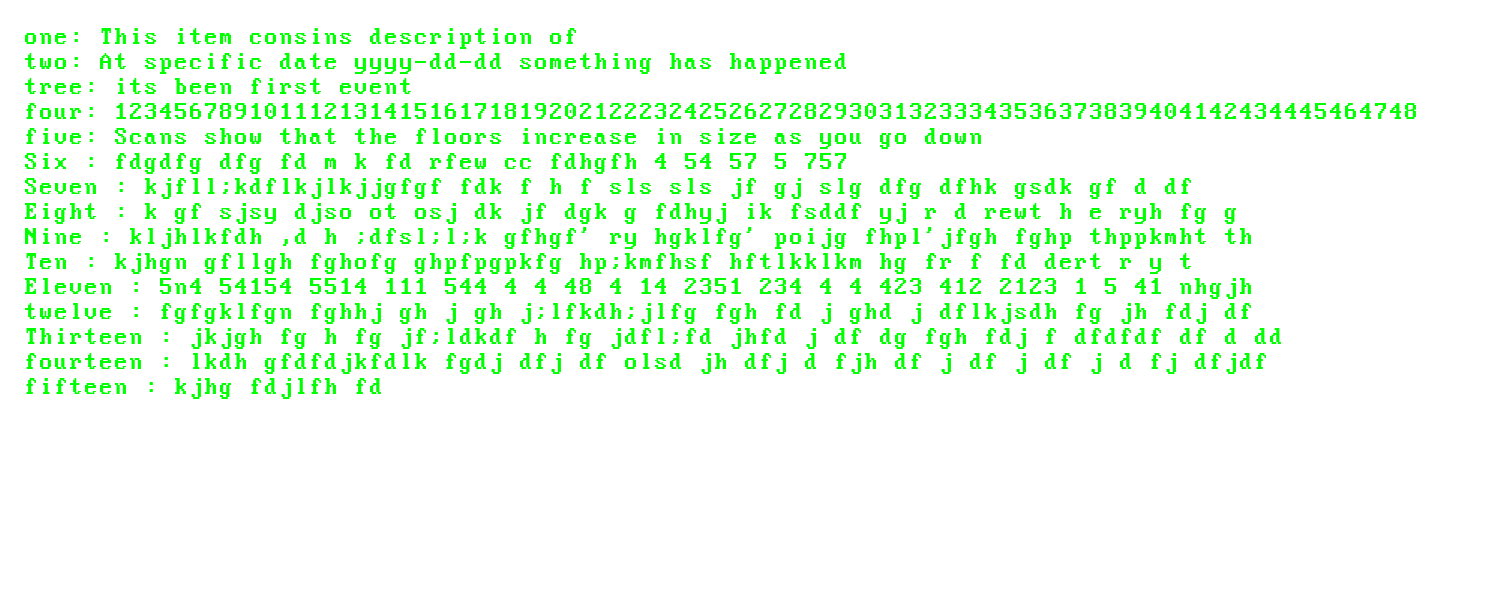 one: This item consins description of
two: At specific date yyyy-dd-dd something has happened
tree: its been first event
four: 123456789101112131415161718192021222324252627282930313233343536373839404142434445464748
five: Scans show that the floors increase in size as you go down
Six : fdgdfg dfg fd m k fd rfew cc fdhgfh 4 54 57 5 757
Seven : kjfll;kdflkjlkjjgfgf fdk f h f sls sls jf gj slg dfg dfhk gsdk gf d df
Eight : k gf sjsy djso ot osj dk jf dgk g fdhyj ik fsddf yj r d rewt h e ryh fg g
Nine : kljhlkfdh ,d h ;dfsl;l;k gfhgf' ry hgklfg' poijg fhpl'jfgh fghp thppkmht th
Ten : kjhgn gfllgh fghofg ghpfpgpkfg hp;kmfhsf hftlkklkm hg fr f fd dert r y t
Eleven : 5n4 54154 5514 111 544 4 4 48 4 14 2351 234 4 4 423 412 2123 1 5 41 nhgjh
twelve : fgfgklfgn fghhj gh j gh j;lfkdh;jlfg fgh fd j ghd j dflkjsdh fg jh fdj df
Thirteen : jkjgh fg h fg jf;ldkdf h fg jdfl;fd jhfd j df dg fgh fdj f dfdfdf df d dd
fourteen : lkdh gfdfdjkfdlk fgdj dfj df olsd jh dfj d fjh df j df j df j d fj dfjdf
fifteen : kjhg fdjlfh fd